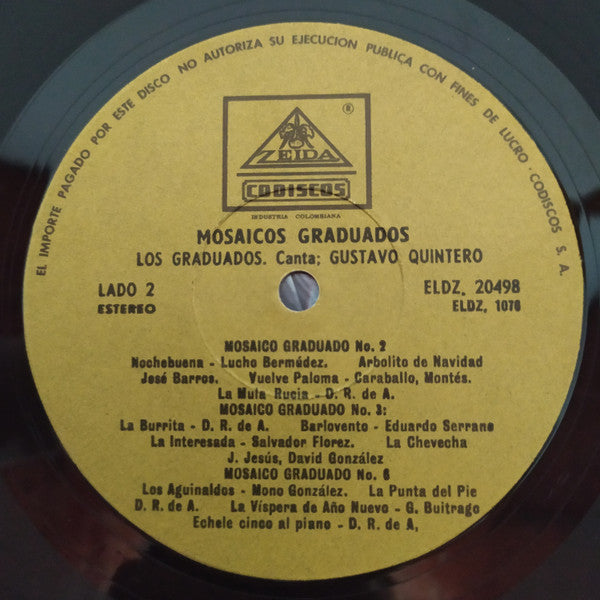 EL IMPORTE PAGADO POR ESTE DISCO NO AUTORIZA SU EJECUCION PUBLICA CON FINES DE LUCRO · CODISCOS S. A.
®
ZEIDA
CODISCOS
INDUSTRIA COLOMBIANA
MOSAICOS GRADUADOS
LOS GRADUADOS. Canta; GUSTAVO QUINTERO
LADO 2 ELDZ. 20498
ESTEREO ELDZ, 1076
MOSAICO GRADUADO No. 2
Nochebuena - Lucho Bermúdez. Arbolito de Navidad
José Barros. Vuelve Paloma - Caraballo, Montés.
La Mula Rucia - D. R. de A.
MOSAICO GRADUADO No. 3:
La Burrita - D. R. de A. Barlovento - Eduardo Serrano
La Interesada - Salvador Florez. La Chevecha
J. Jesús, David González
MOSAICO GRADUADO No. 6
Los Aguinaldos - Mono González. La Punta del Pie
D. R. de A. La Víspera de Año Nuevo - G. Buitrago
Echele cinco al piano - D. R. de A,